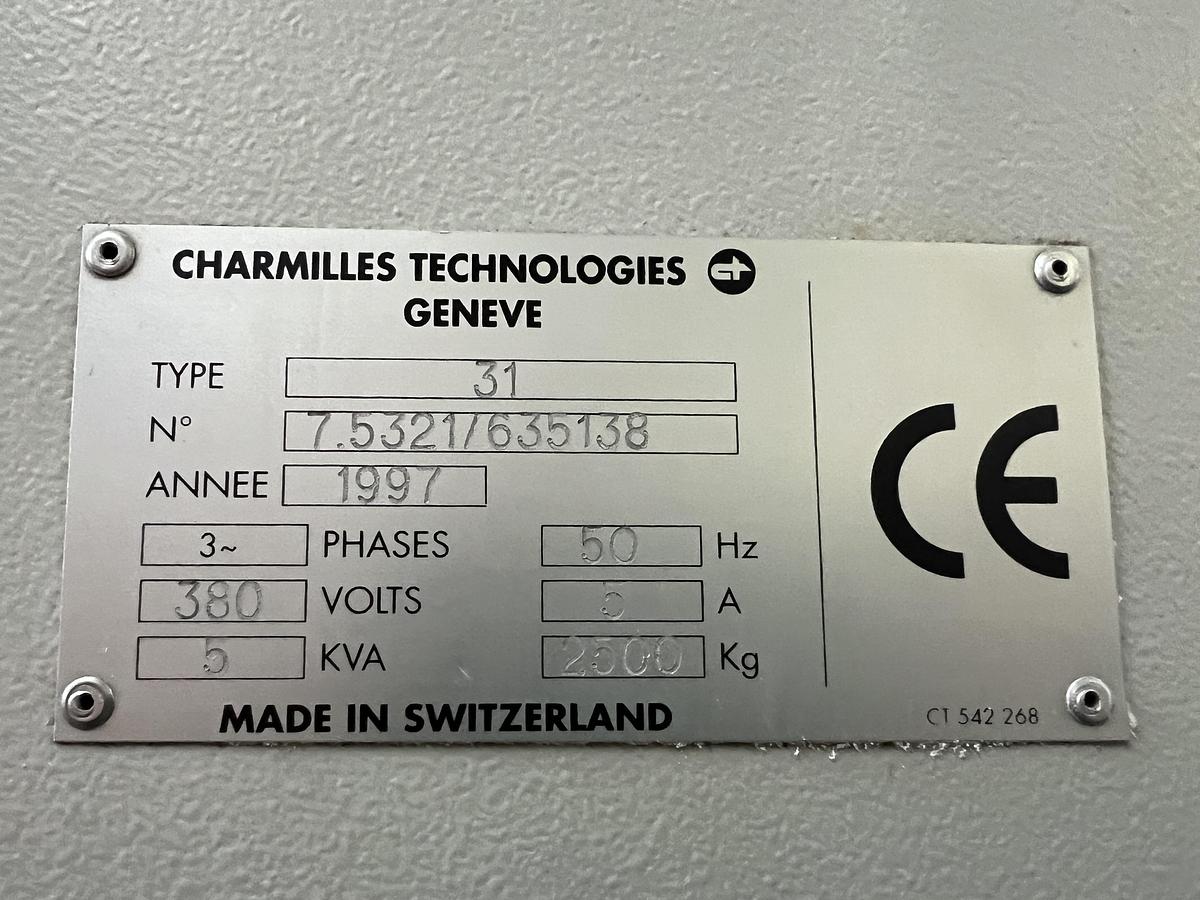 CHARMILLES TECHNOLOGIES
GENEVE
TYPE 31
N° 7.5321/635138
ANNEE 1997
3~ PHASES 50 Hz
380 VOLTS 5 A
5 KVA 2500 Kg
MADE IN SWITZERLAND
CE
CT 542 268